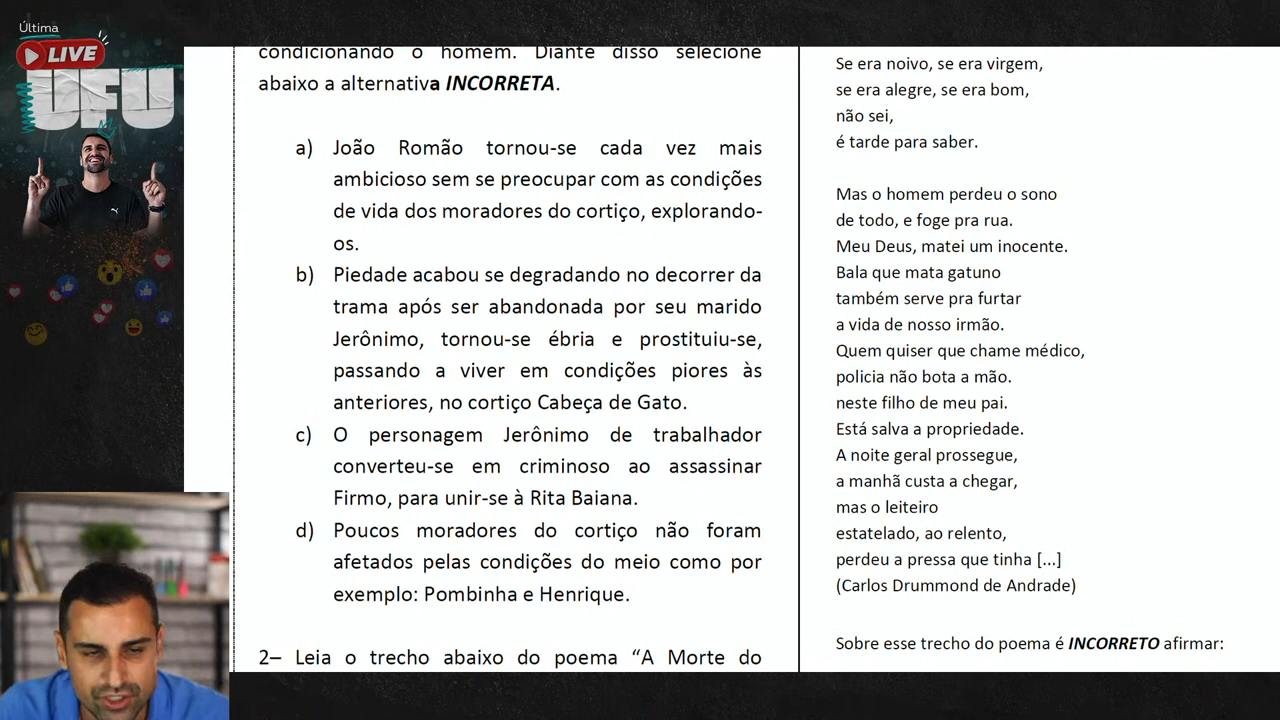 Última
LIVE
UFU
condicionando o homem. Diante disso selecione
abaixo a alternativa INCORRETA.
a) João Romão tornou-se cada vez mais
ambicioso sem se preocupar com as condições
de vida dos moradores do cortiço, explorando-
os.
b) Piedade acabou se degradando no decorrer da
trama após ser abandonada por seu marido
Jerônimo, tornou-se ébria e prostituiu-se,
passando a viver em condições piores às
anteriores, no cortiço Cabeça de Gato.
c) O personagem Jerônimo de trabalhador
converteu-se em criminoso ao assassinar
Firmo, para unir-se à Rita Baiana.
d) Poucos moradores do cortiço não foram
afetados pelas condições do meio como por
exemplo: Pombinha e Henrique.
2– Leia o trecho abaixo do poema “A Morte do
Se era noivo, se era virgem,
se era alegre, se era bom,
não sei,
é tarde para saber.
Mas o homem perdeu o sono
de todo, e foge pra rua.
Meu Deus, matei um inocente.
Bala que mata gatuno
também serve pra furtar
a vida de nosso irmão.
Quem quiser que chame médico,
policia não bota a mão.
neste filho de meu pai.
Está salva a propriedade.
A noite geral prossegue,
a manhã custa a chegar,
mas o leiteiro
estatelado, ao relento,
perdeu a pressa que tinha [...]
(Carlos Drummond de Andrade)
Sobre esse trecho do poema é INCORRETO afirmar: